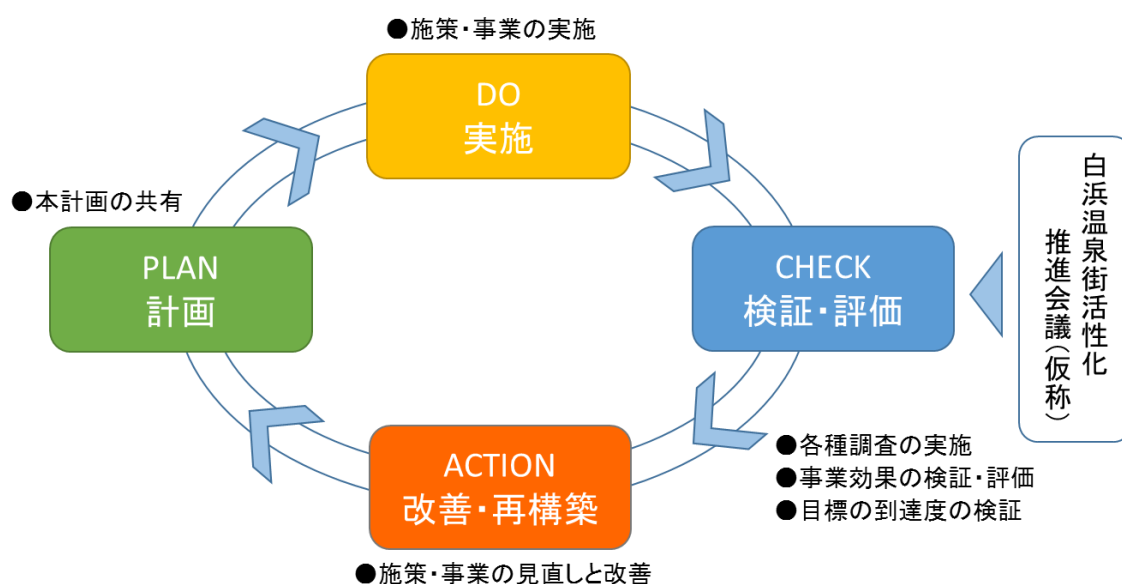 ●施策・事業の実施
DO
実施
●本計画の共有
PLAN
計画
CHECK
検証・評価
白浜温泉街活性化
推進会議（仮称）
ACTION
改善・再構築
●各種調査の実施
●事業効果の検証・評価
●目標の到達度の検証
●施策・事業の見直しと改善